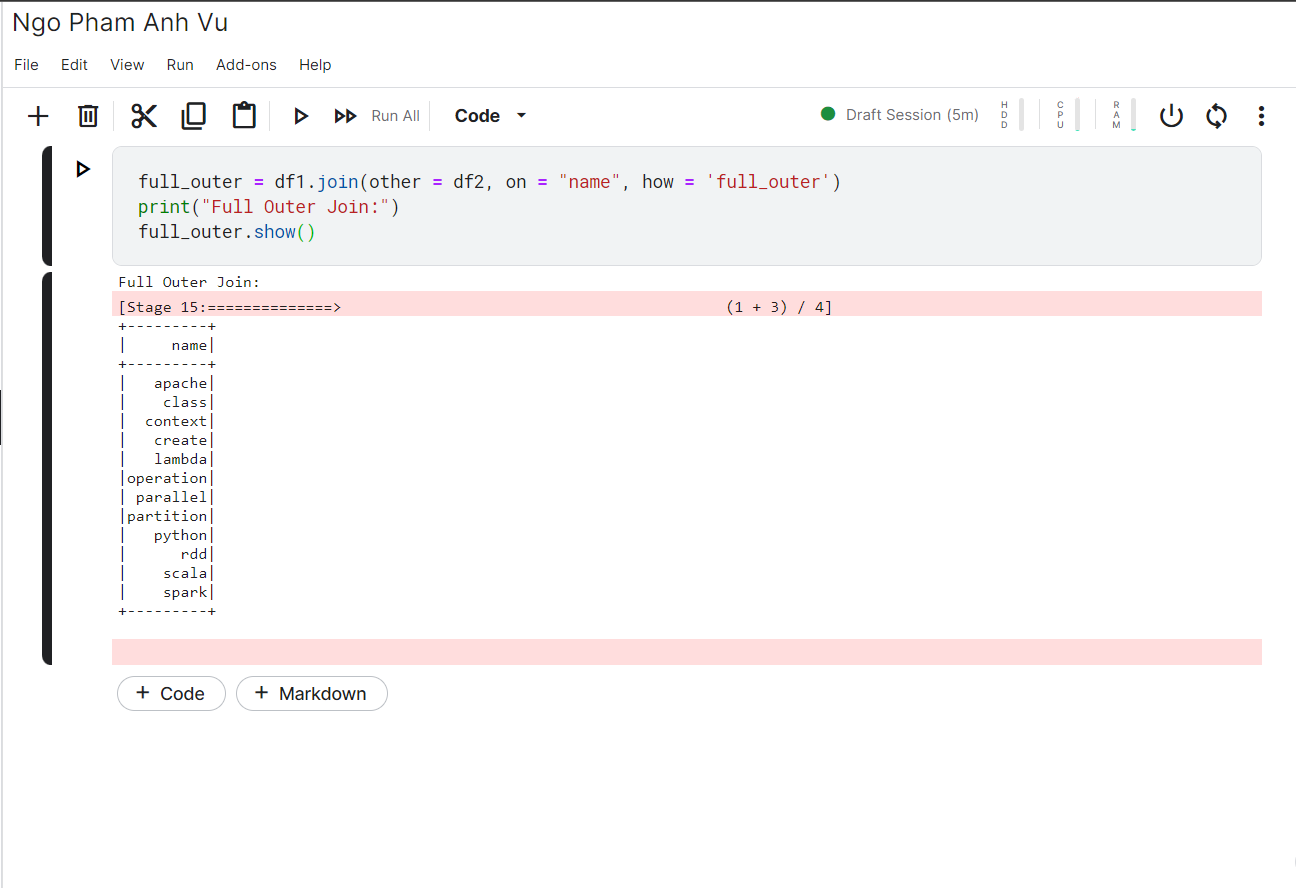 Ngo Pham Anh Vu
File Edit View Run Add-ons Help
Run All Code Draft Session (5m) HDD CPU RAM
full_outer = df1.join(other = df2, on = "name", how = 'full_outer')
print("Full Outer Join:")
full_outer.show()
Full Outer Join:
[Stage 15:==============> (1 + 3) / 4]
+---------+
|     name|
+---------+
|   apache|
|    class|
|  context|
|   create|
|   lambda|
|operation|
| parallel|
|partition|
|   python|
|      rdd|
|    scala|
|    spark|
+---------+
+ Code + Markdown